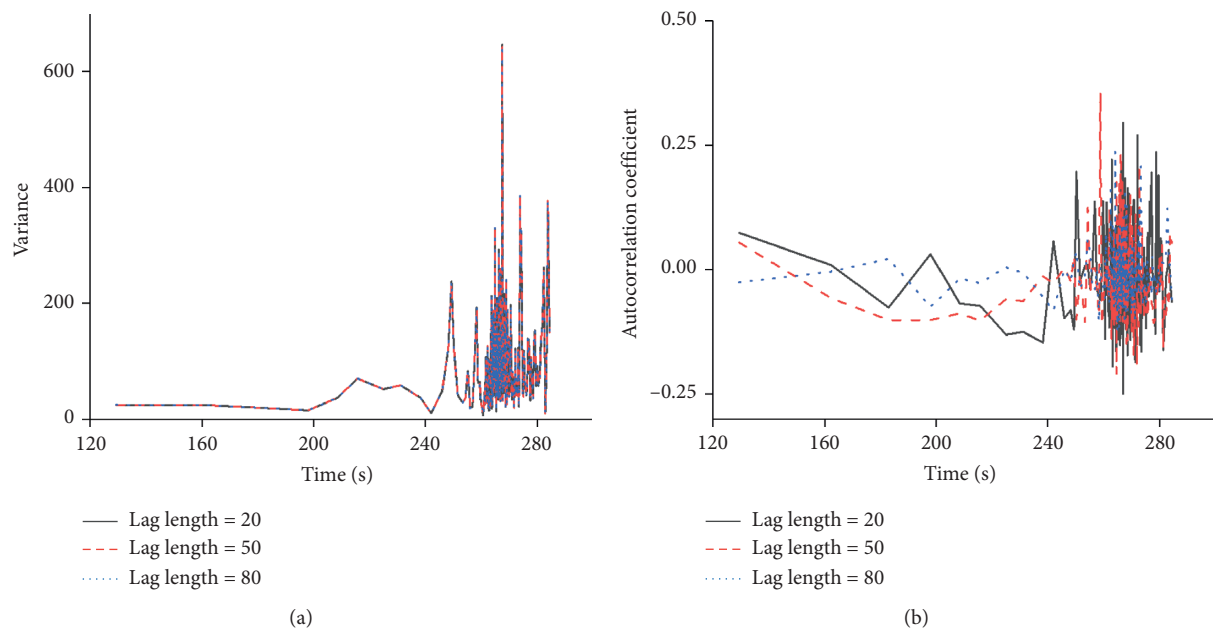 Variance
600
400
200
0
120 160 200 240 280
Time (s)
Lag length = 20
Lag length = 50
Lag length = 80
(a)
Autocorrelation coefficient
0.50
0.25
0.00
−0.25
120 160 200 240 280
Time (s)
Lag length = 20
Lag length = 50
Lag length = 80
(b)